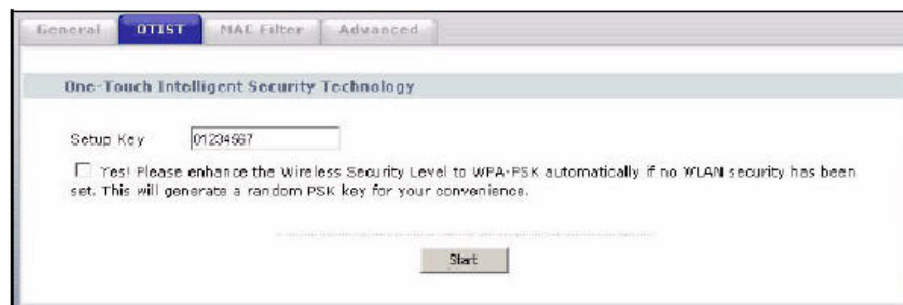 General OTIST MAC Filter Advanced
One-Touch Intelligent Security Technology
Setup Key 01234567
Yes! Please enhance the Wireless Security Level to WPA-PSK automatically if no WLAN security has been
set. This will generate a random PSK key for your convenience.
Start